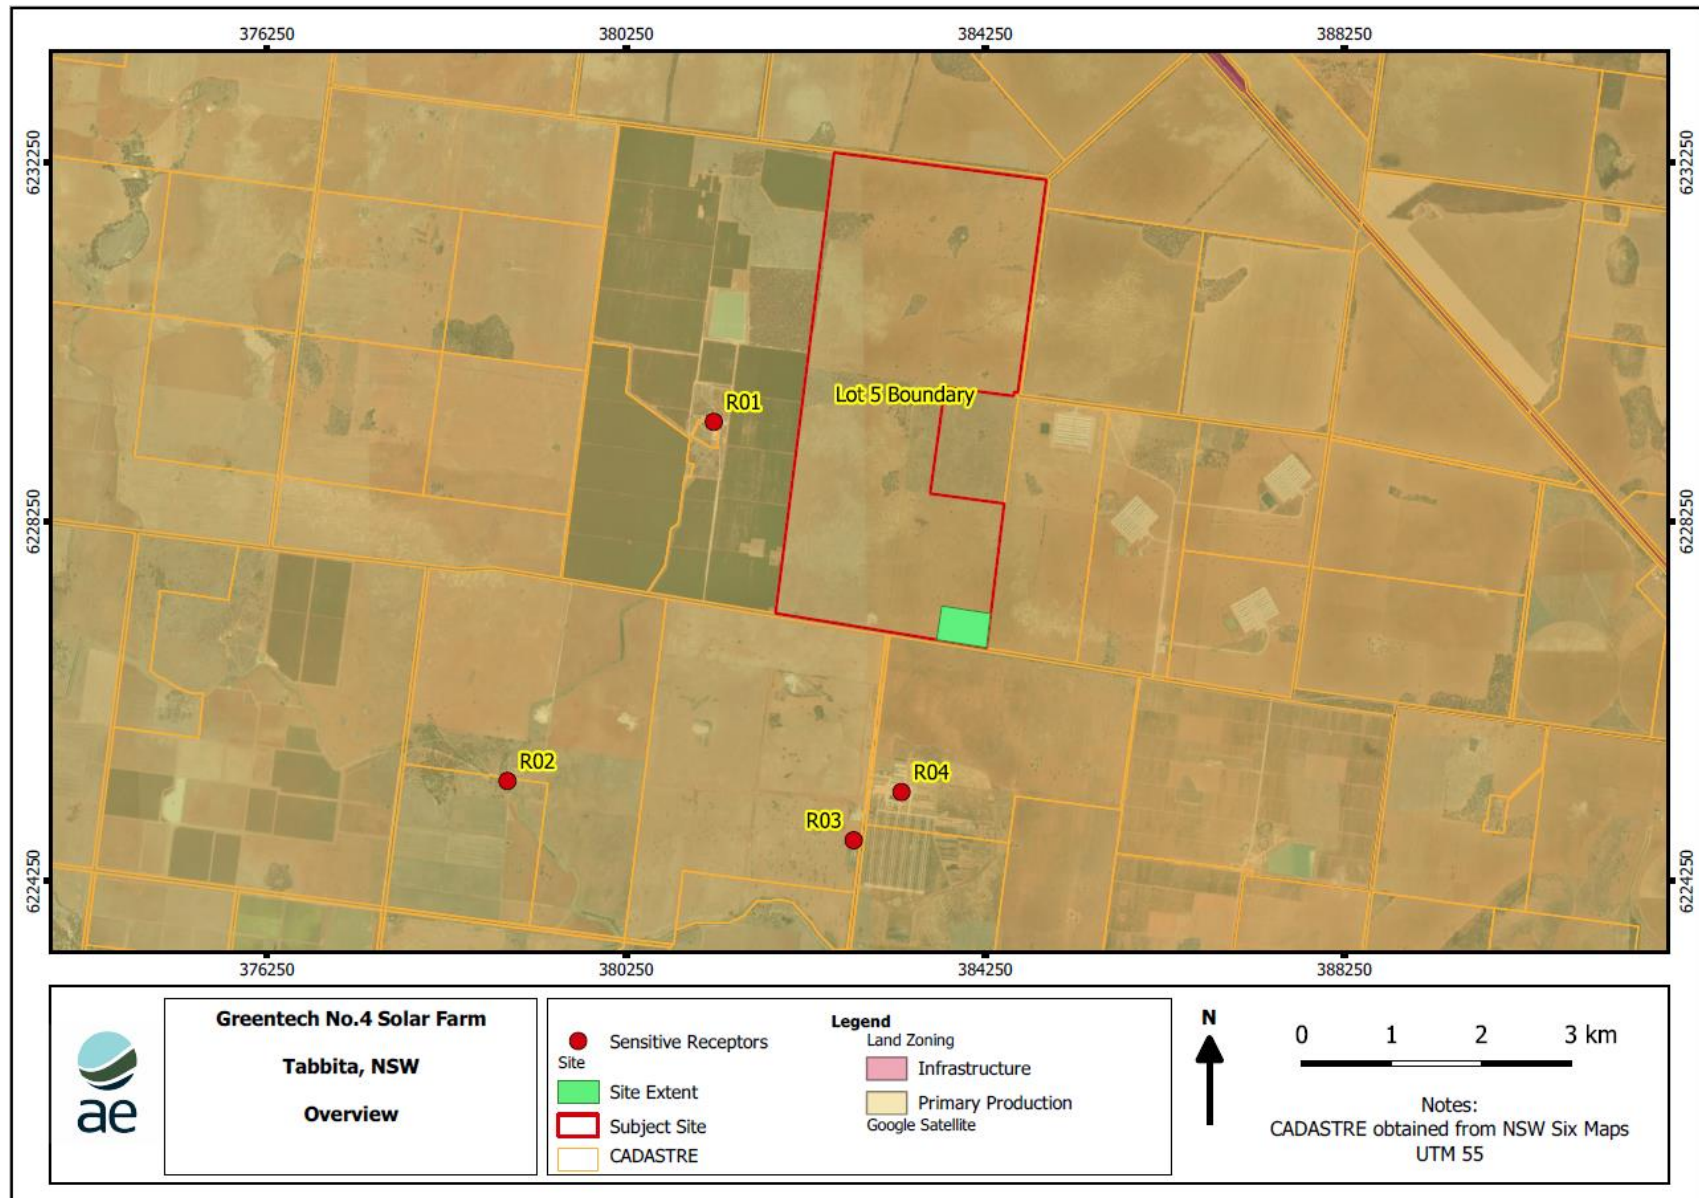 376250
380250
384250
388250
6232250
6232250
R01
Lot 5 Boundary
6228250
6228250
R02
R04
R03
6224250
6224250
376250
380250
384250
388250
ae
Greentech No.4 Solar Farm
Tabbita, NSW
Overview
Legend
Sensitive Receptors
Site
Site Extent
Subject Site
CADASTRE
Land Zoning
Infrastructure
Primary Production
Google Satellite
N
0 1 2 3 km
Notes:
CADASTRE obtained from NSW Six Maps
UTM 55